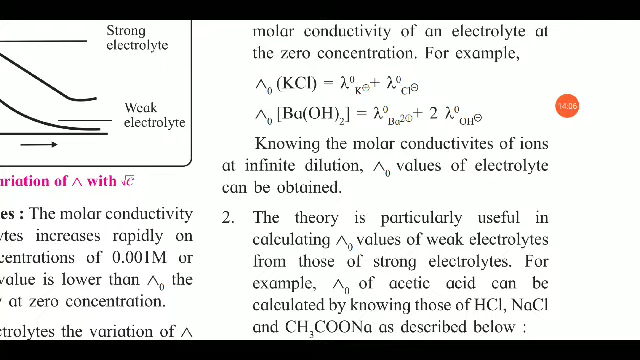 Strong
electrolyte
Weak
electrolyte
ariation of ∧ with √c
es : The molar conductivity
ytes increases rapidly on
centrations of 0.001M or
value is lower than ∧₀ the
y at zero concentration.
ctrolytes the variation of ∧
molar conductivity of an electrolyte at
the zero concentration. For example,
∧₀ (KCl) = λ⁰K⊖ + λ⁰Cl⊖
∧₀ [Ba(OH)₂] = λ⁰Ba²⊕ + 2 λ⁰OH⊖
Knowing the molar conductivites of ions
at infinite dilution, ∧₀ values of electrolyte
can be obtained.
2. The theory is particularly useful in
calculating ∧₀ values of weak electrolytes
from those of strong electrolytes. For
example, ∧₀ of acetic acid can be
calculated by knowing those of HCl, NaCl
and CH₃COONa as described below :
14:06